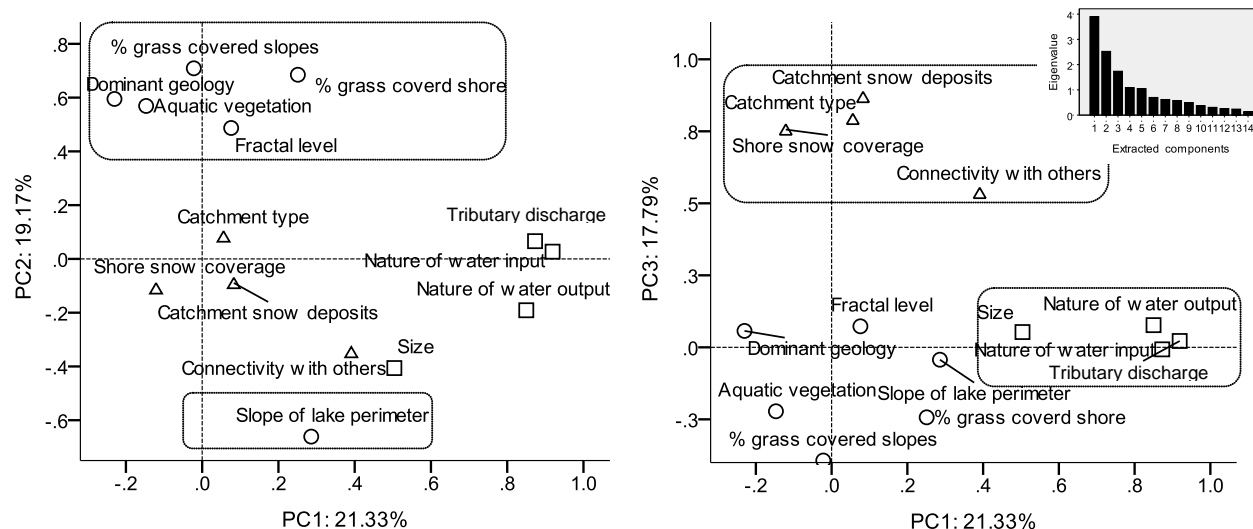 .8
.6
.4
.2
.0
-.2
-.4
-.6
PC2: 19.17%
% grass covered slopes
Dominant geology
% grass coverd shore
Aquatic vegetation
Fractal level
Catchment type
Tributary discharge
Shore snow coverage
Nature of water input
Nature of water output
Catchment snow deposits
Size
Connectivity with others
Slope of lake perimeter
-.2 .0 .2 .4 .6 .8 1.0
PC1: 21.33%
1.0
.8
.5
.3
.0
-.3
PC3: 17.79%
Catchment snow deposits
Catchment type
Shore snow coverage
Connectivity with others
Fractal level
Size
Nature of water output
Dominant geology
Nature of water input
Tributary discharge
Aquatic vegetation
Slope of lake perimeter
% grass coverd shore
% grass covered slopes
-.2 .0 .2 .4 .6 .8 1.0
PC1: 21.33%
4
3
2
1
0
Eigenvalue
1 2 3 4 5 6 7 8 9 10 11 12 13 14
Extracted components